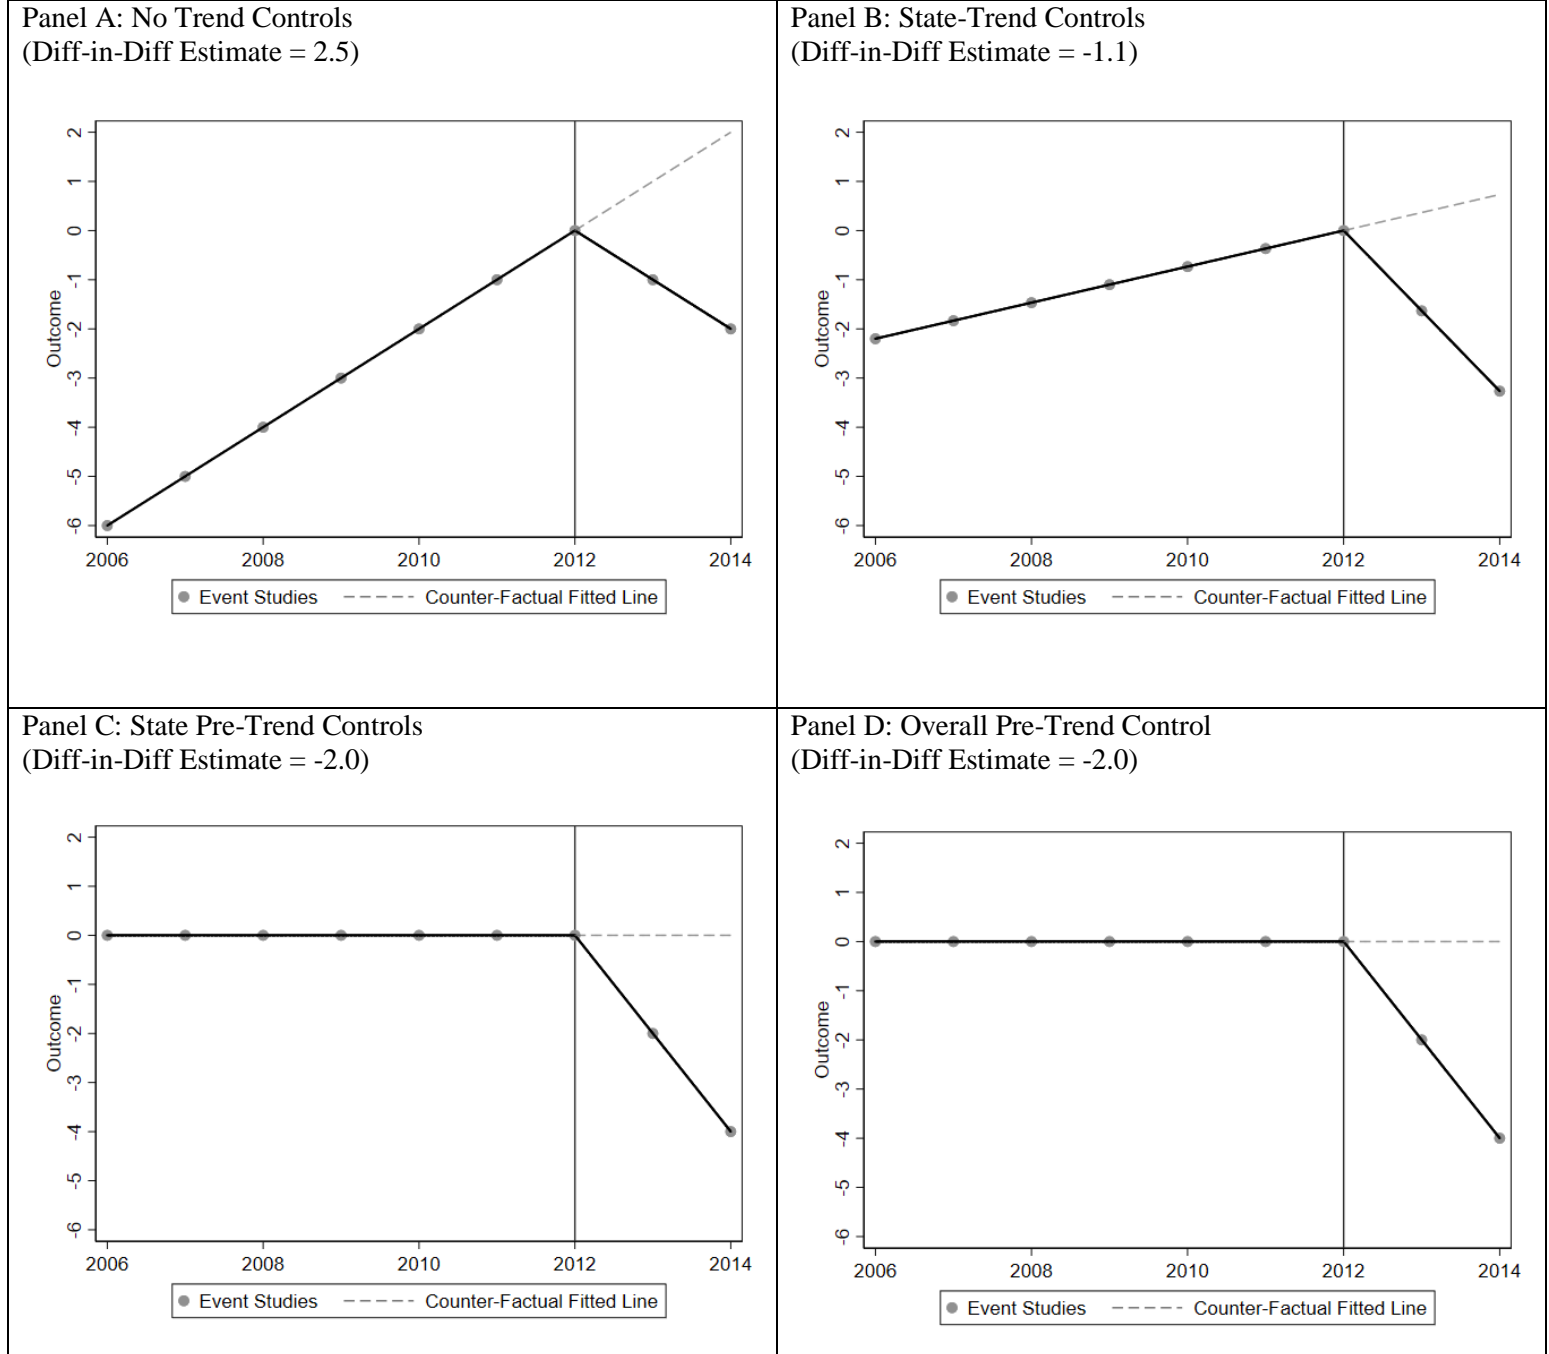 Panel A: No Trend Controls
(Diff-in-Diff Estimate = 2.5)
2
1
0
-1
-2
-3
-4
-5
-6
Outcome
2006 2008 2010 2012 2014
Event Studies Counter-Factual Fitted Line
Panel B: State-Trend Controls
(Diff-in-Diff Estimate = -1.1)
2
1
0
-1
-2
-3
-4
-5
-6
Outcome
2006 2008 2010 2012 2014
Event Studies Counter-Factual Fitted Line
Panel C: State Pre-Trend Controls
(Diff-in-Diff Estimate = -2.0)
2
1
0
-1
-2
-3
-4
-5
-6
Outcome
2006 2008 2010 2012 2014
Event Studies Counter-Factual Fitted Line
Panel D: Overall Pre-Trend Control
(Diff-in-Diff Estimate = -2.0)
2
1
0
-1
-2
-3
-4
-5
-6
Outcome
2006 2008 2010 2012 2014
Event Studies Counter-Factual Fitted Line